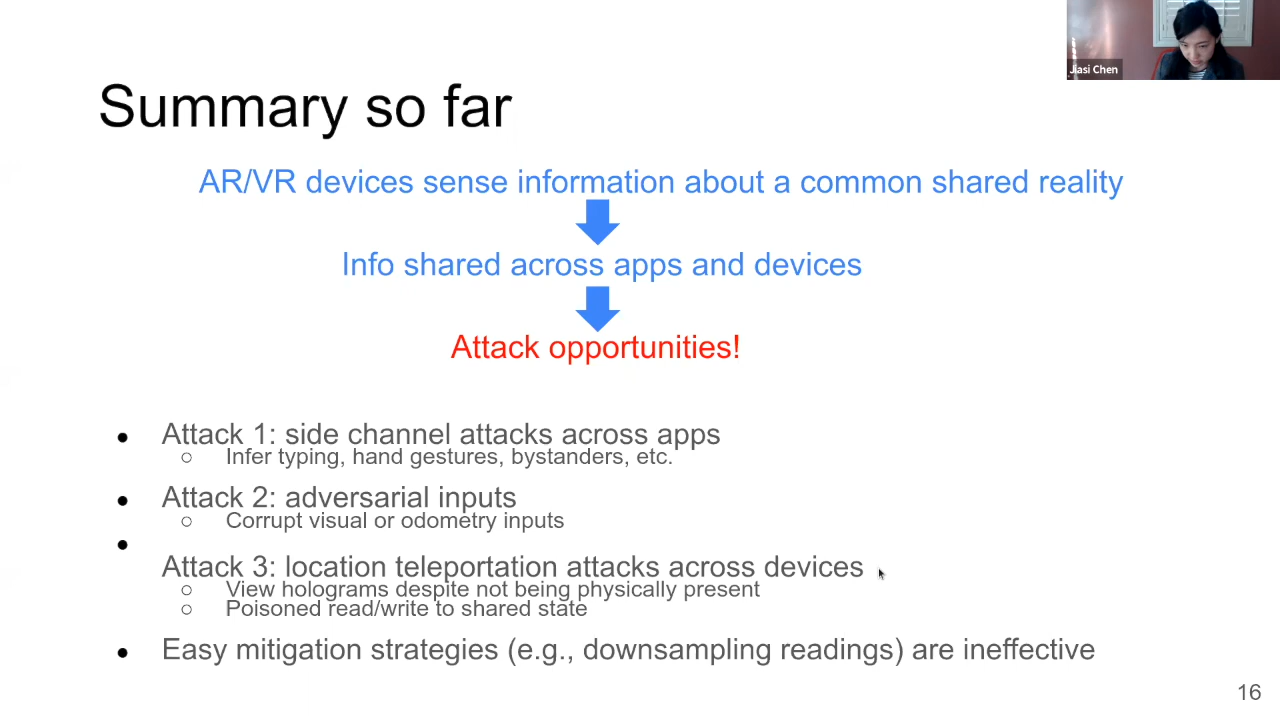 Jiasi Chen
Summary so far
AR/VR devices sense information about a common shared reality
Info shared across apps and devices
Attack opportunities!
● Attack 1: side channel attacks across apps
○ Infer typing, hand gestures, bystanders, etc.
● Attack 2: adversarial inputs
○ Corrupt visual or odometry inputs
●
Attack 3: location teleportation attacks across devices
○ View holograms despite not being physically present
○ Poisoned read/write to shared state
● Easy mitigation strategies (e.g., downsampling readings) are ineffective
16